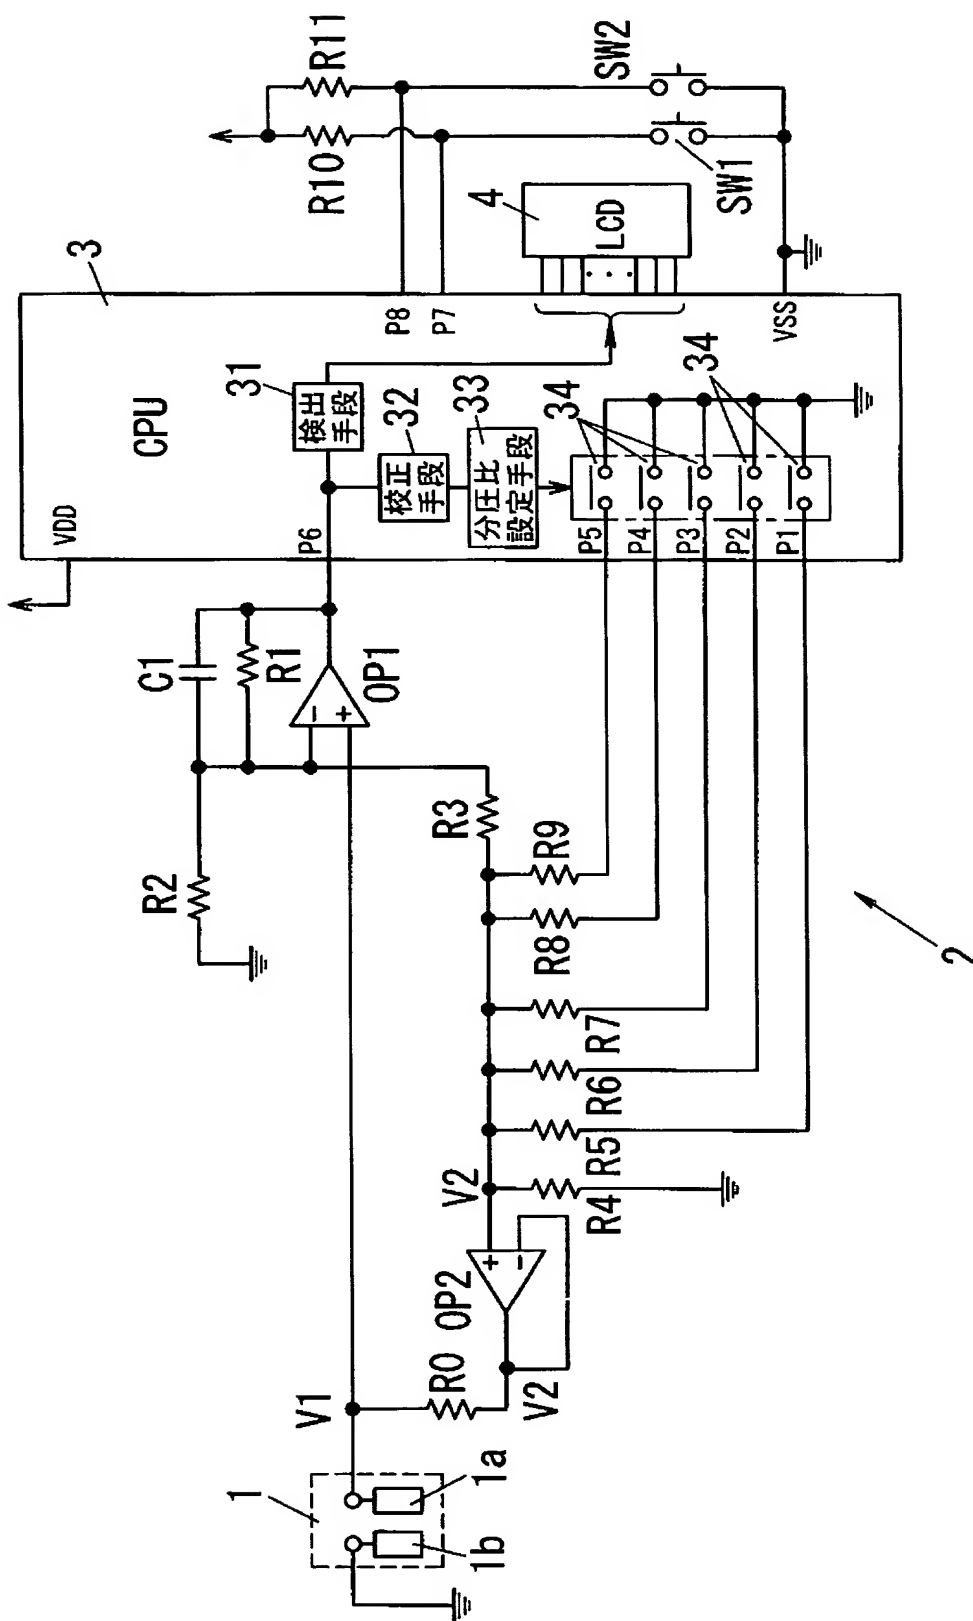 3
CPU
VDD
31
検出
手段
32
校正
手段
33
分圧比
設定手段
34
34
P6
P5
P4
P3
P2
P1
P8
P7
VSS
4
LCD
R11
R10
SW2
SW1
C1
R1
OP1
-
+
R2
R3
R9
R8
R7
R6
R5
R4
V2
OP2
+
-
R0
V2
V1
1
1a
1b
2